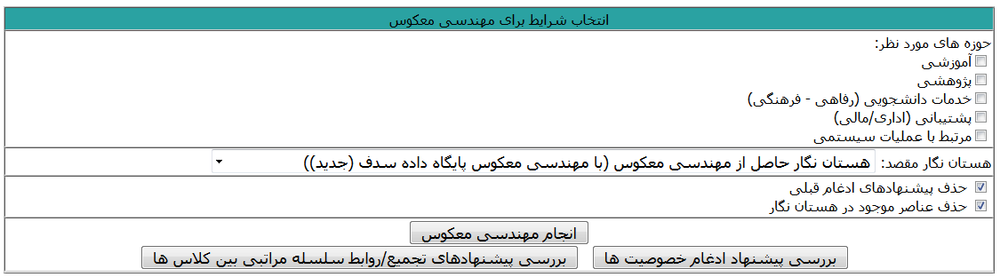 انتخاب شرایط برای مهندسی معکوس
حوزه های مورد نظر:
آموزشی
پژوهشی
خدمات دانشجویی (رفاهی - فرهنگی)
پشتیبانی (اداری/مالی)
مرتبط با عملیات سیستمی
هستان نگار مقصد: هستان نگار حاصل از مهندسی معکوس (با مهندسی معکوس پایگاه داده سدف (جدید))
حذف پیشنهادهای ادغام قبلی
حذف عناصر موجود در هستان نگار
انجام مهندسی معکوس
بررسی پیشنهاد ادغام خصوصیت ها بررسی پیشنهادهای تجمیع/روابط سلسله مراتبی بین کلاس ها